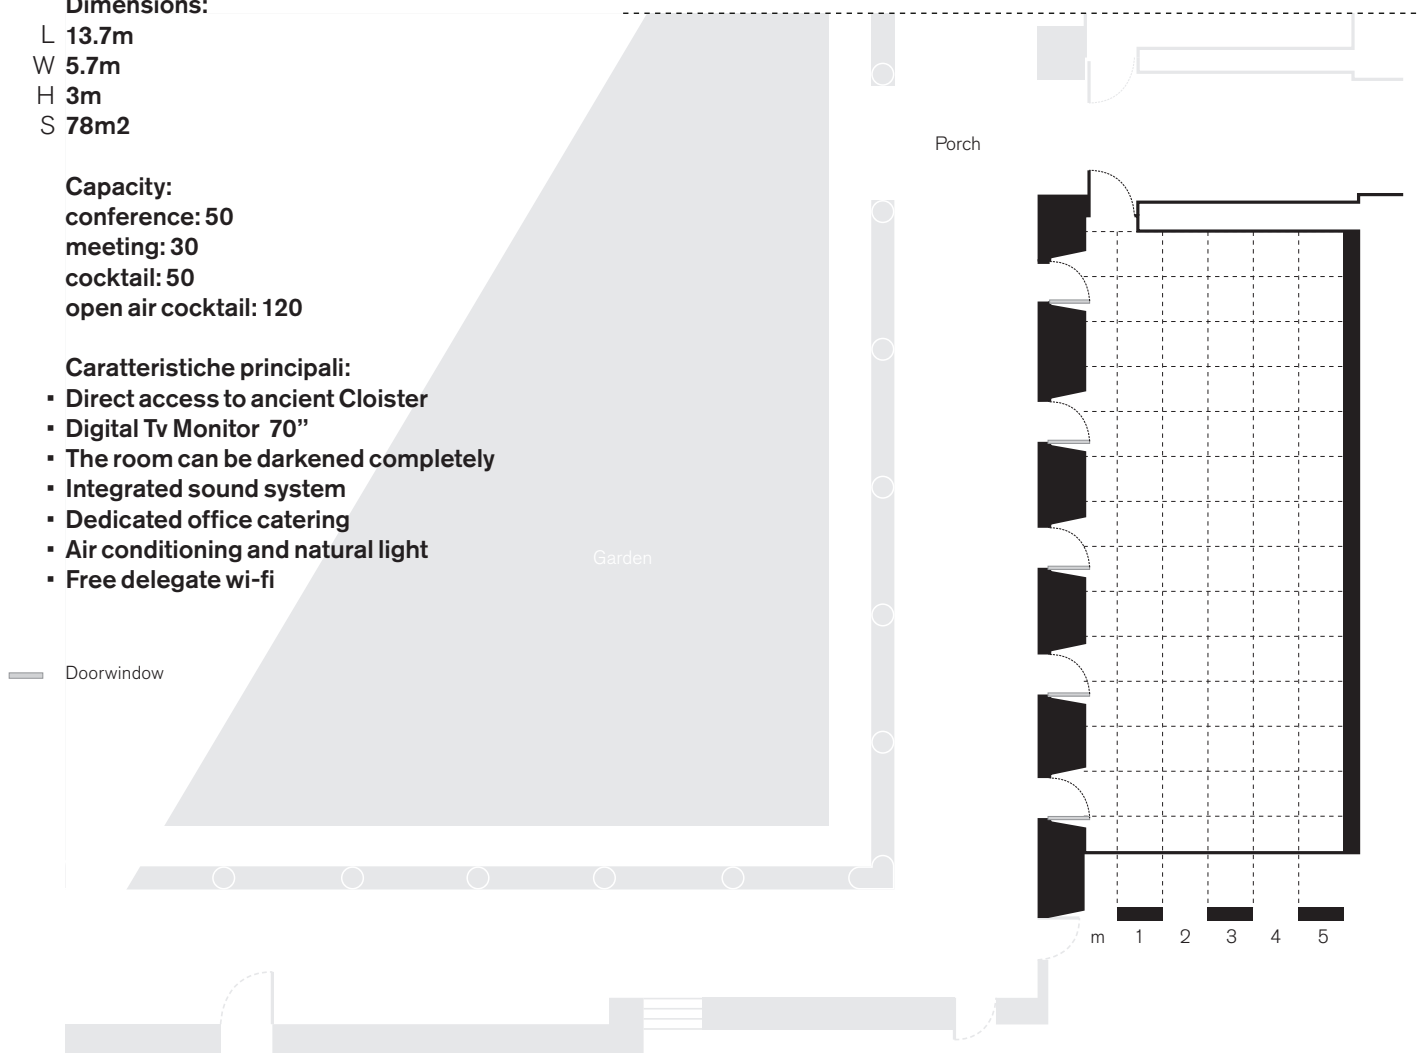 Dimensions:
L 13.7m
W 5.7m
H 3m
S 78m2
Capacity:
conference: 50
meeting: 30
cocktail: 50
open air cocktail: 120
Caratteristiche principali:
▪ Direct access to ancient Cloister
▪ Digital Tv Monitor 70”
▪ The room can be darkened completely
▪ Integrated sound system
▪ Dedicated office catering
▪ Air conditioning and natural light
▪ Free delegate wi-fi
Doorwindow
Garden
Porch
m 1 2 3 4 5